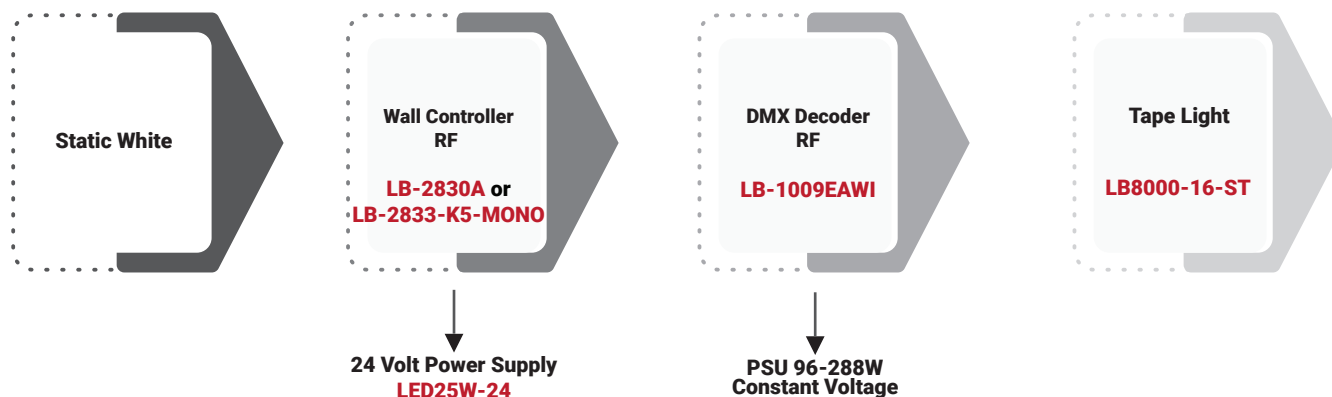 Static White
Wall Controller
RF
LB-2830A or
LB-2833-K5-MONO
24 Volt Power Supply
LED25W-24
DMX Decoder
RF
LB-1009EAWI
PSU 96-288W
Constant Voltage
Tape Light
LB8000-16-ST